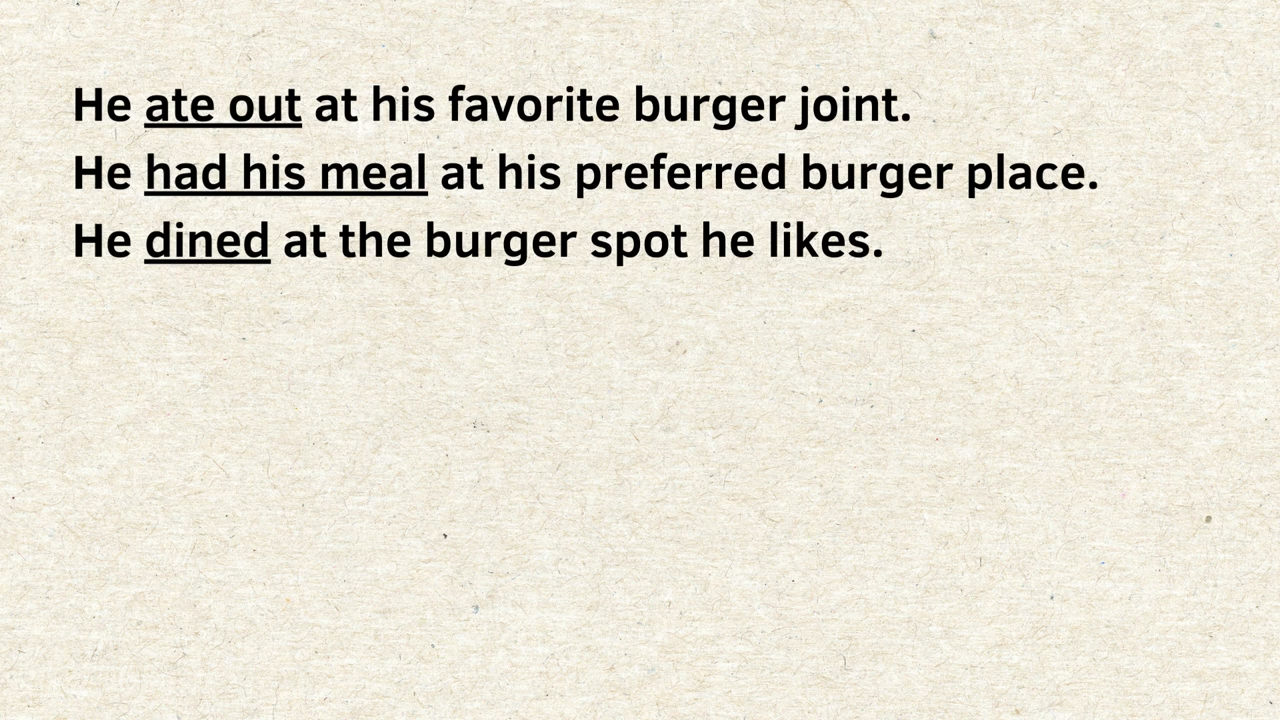 He ate out at his favorite burger joint.
He had his meal at his preferred burger place.
He dined at the burger spot he likes.